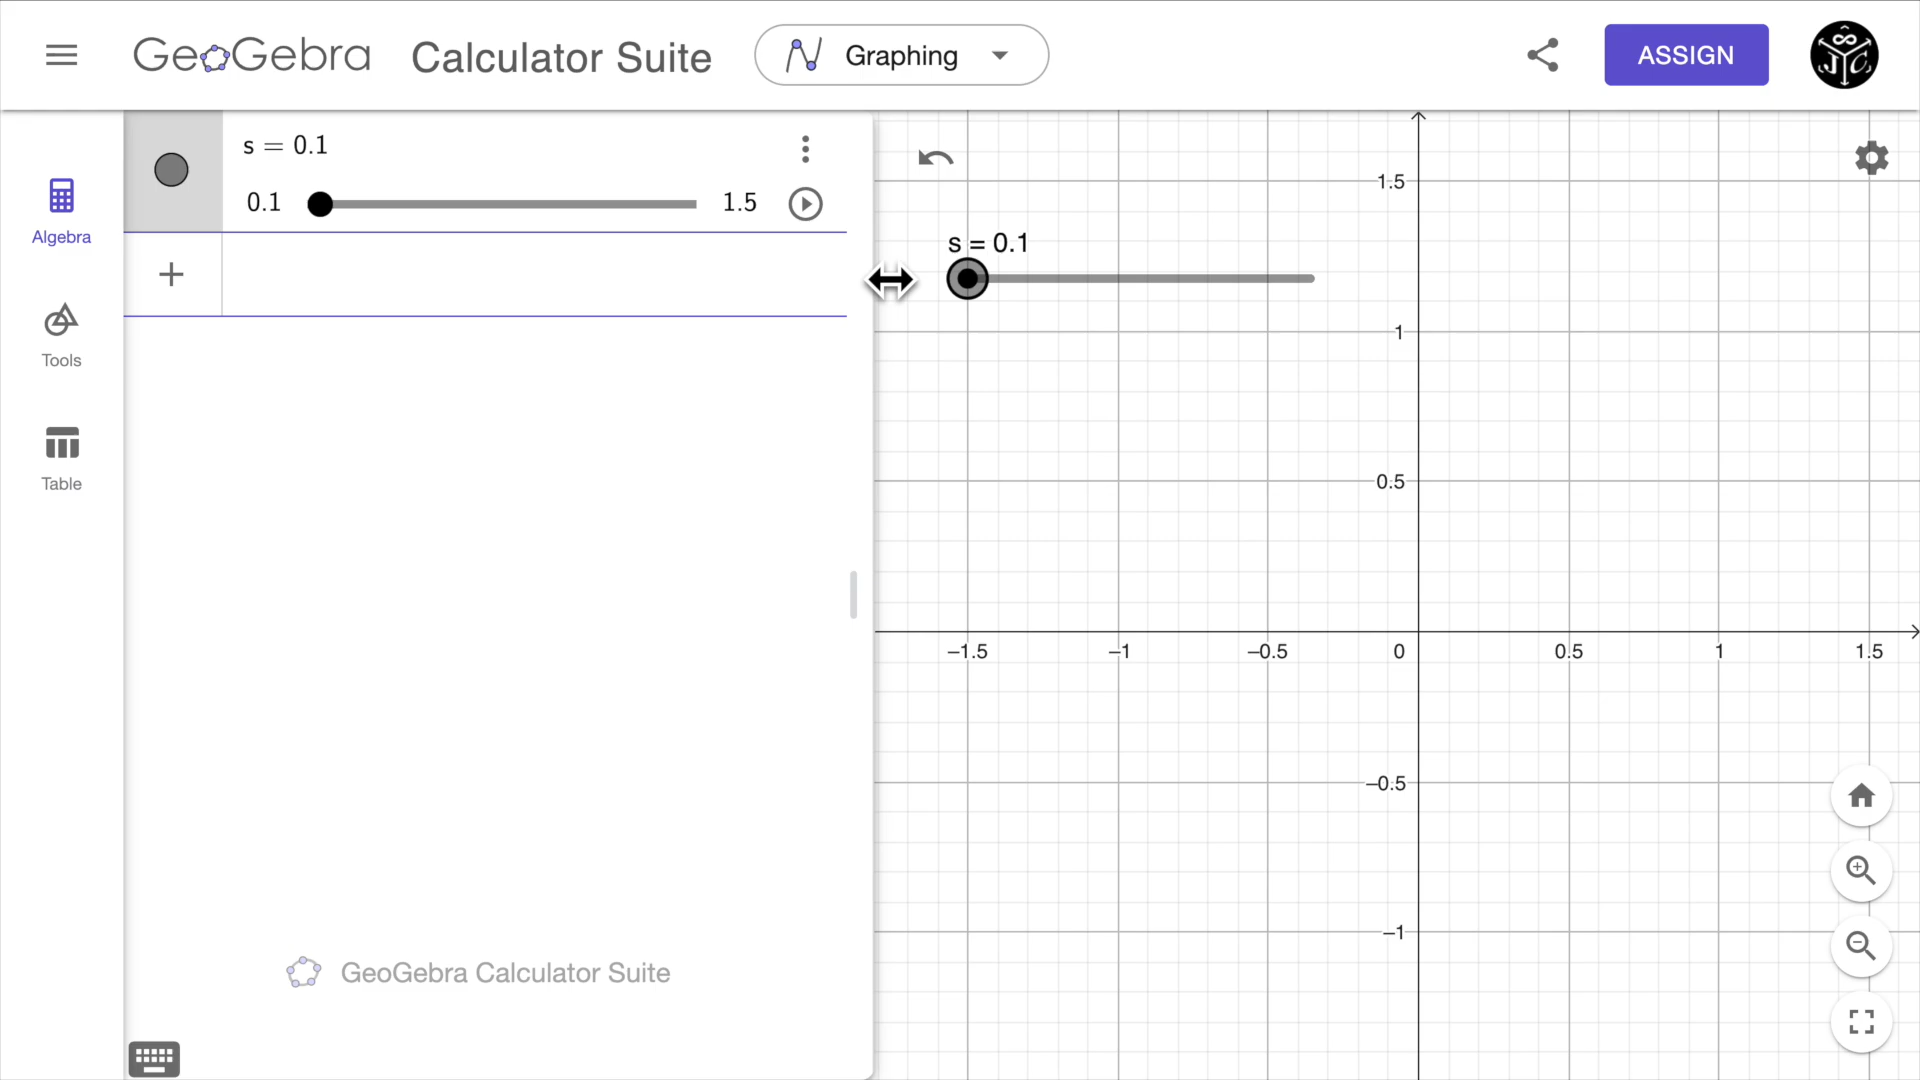 GeoGebra Calculator Suite Graphing ASSIGN
∞
J C
Algebra
Tools
Table
s = 0.1
0.1 1.5
+
GeoGebra Calculator Suite
s = 0.1
1.5
1
0.5
−1.5 −1 −0.5 0 0.5 1 1.5
−0.5
−1